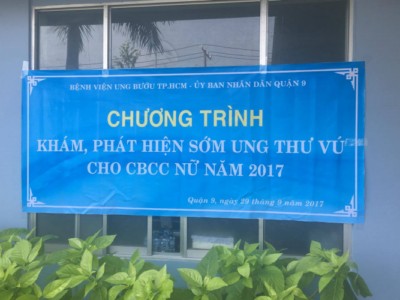 BỆNH VIỆN UNG BƯỚU TP.HCM - ỦY BAN NHÂN DÂN QUẬN 9
CHƯƠNG TRÌNH
KHÁM, PHÁT HIỆN SỚM UNG THƯ VÚ
CHO CBCC NỮ NĂM 2017
Quận 9, ngày 29 tháng 9 năm 2017